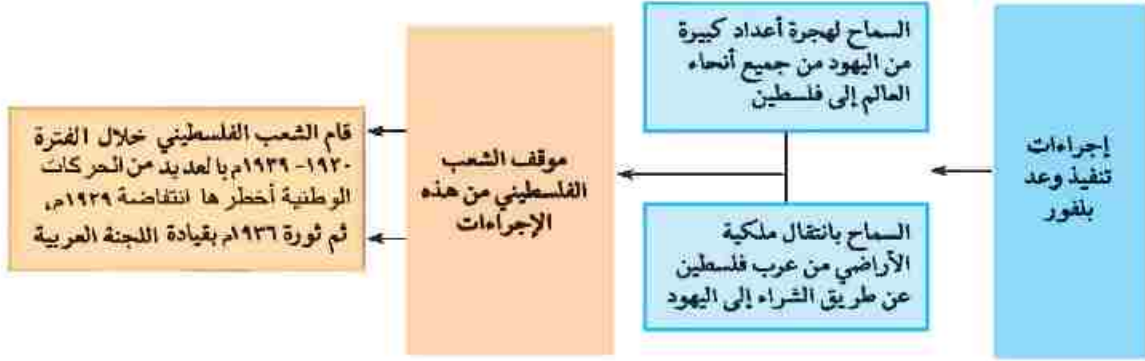 إجراءات
تنفيذ وعد
بلفور
السماح لهجرة أعداد كبيرة
من اليهود من جميع أنحاء
العالم إلى فلسطين
السماح بانتقال ملكية
الأراضي من عرب فلسطين
عن طريق الشراء إلى اليهود
موقف الشعب
الفلسطيني من هذه
الإجراءات
قام الشعب الفلسطيني خلال الفترة
١٩٣٠- ١٩٣٩م بالعديد من الحركات
الوطنية أخطرها انتفاضة ١٩٢٩م،
ثم ثورة ١٩٣٦م بقيادة اللجنة العربية